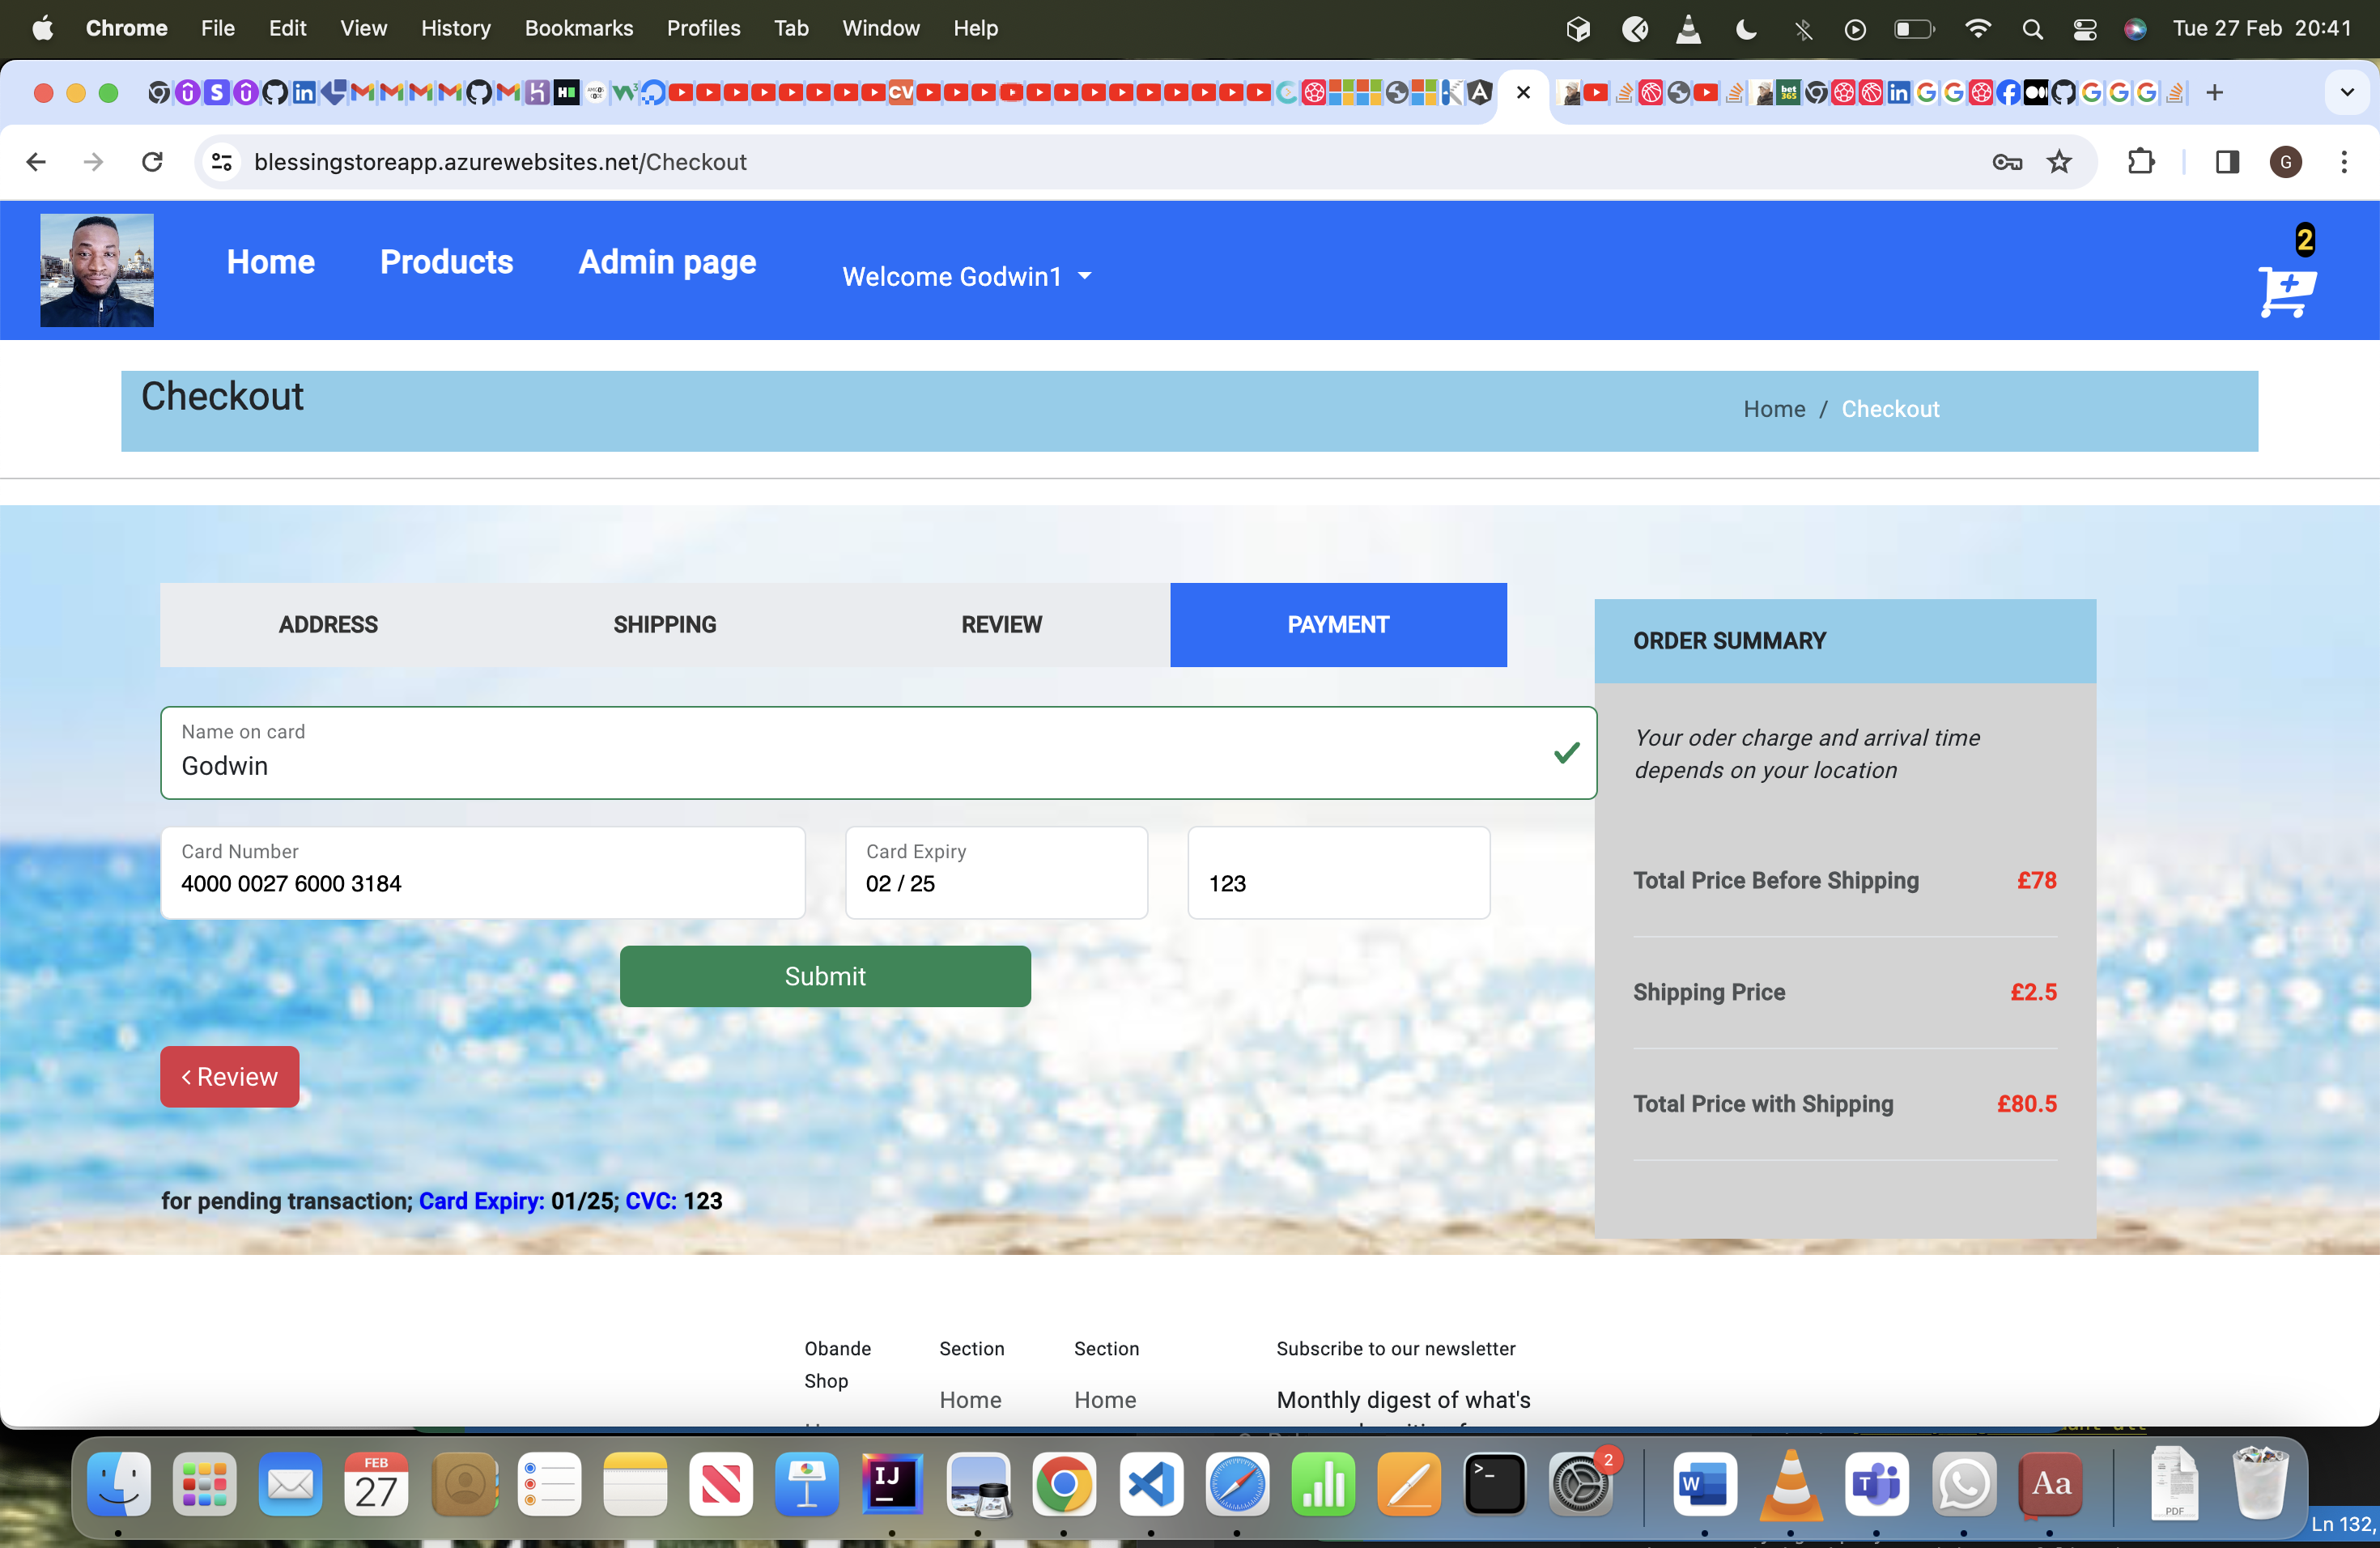 Chrome File Edit View History Bookmarks Profiles Tab Window Help Tue 27 Feb 20:41
blessingstoreapp.azurewebsites.net/Checkout
G
2
Home Products Admin page Welcome Godwin1
Checkout
Home / Checkout
ADDRESS SHIPPING REVIEW PAYMENT
Name on card
Godwin
Card Number
4000 0027 6000 3184
Card Expiry
02 / 25
123
Submit
< Review
for pending transaction; Card Expiry: 01/25; CVC: 123
ORDER SUMMARY
Your oder charge and arrival time
depends on your location
Total Price Before Shipping £78
Shipping Price £2.5
Total Price with Shipping £80.5
Obande
Shop
Section
Home
Section
Home
Subscribe to our newsletter
Monthly digest of what's
FEB
27
IJ
2
W
T
Aa
PDF
Ln 132,